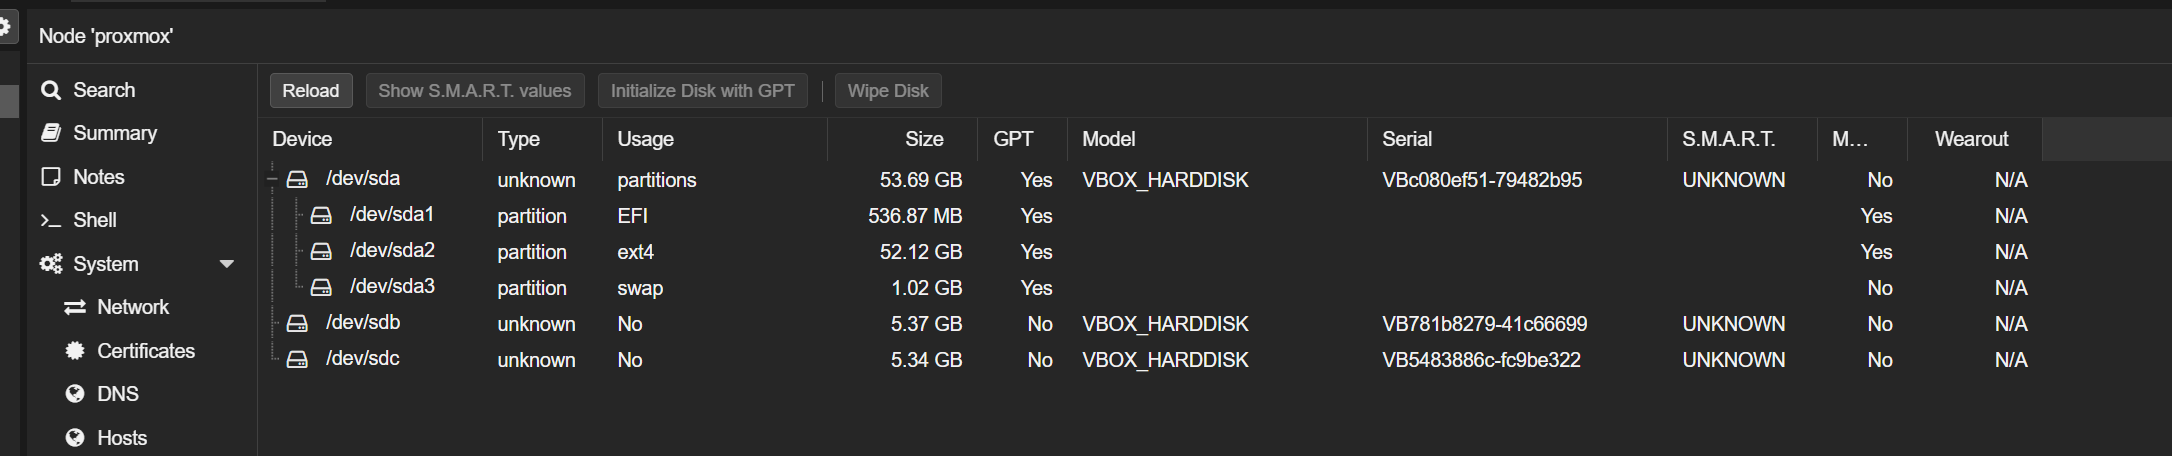 Node 'proxmox'
Search
Summary
Notes
Shell
System
Network
Certificates
DNS
Hosts
Reload Show S.M.A.R.T. values Initialize Disk with GPT Wipe Disk
Device Type Usage Size GPT Model Serial S.M.A.R.T. M... Wearout
/dev/sda unknown partitions 53.69 GB Yes VBOX_HARDDISK VBc080ef51-79482b95 UNKNOWN No N/A
/dev/sda1 partition EFI 536.87 MB Yes Yes N/A
/dev/sda2 partition ext4 52.12 GB Yes Yes N/A
/dev/sda3 partition swap 1.02 GB Yes No N/A
/dev/sdb unknown No 5.37 GB No VBOX_HARDDISK VB781b8279-41c66699 UNKNOWN No N/A
/dev/sdc unknown No 5.34 GB No VBOX_HARDDISK VB5483886c-fc9be322 UNKNOWN No N/A